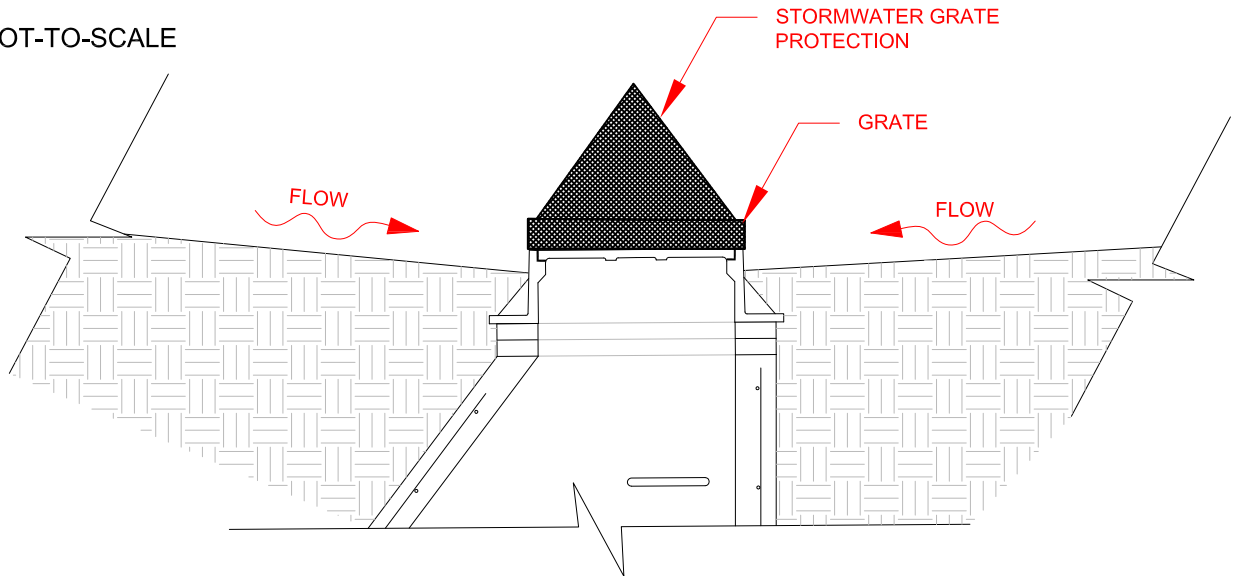 OT-TO-SCALE
STORMWATER GRATE
PROTECTION
GRATE
FLOW
FLOW